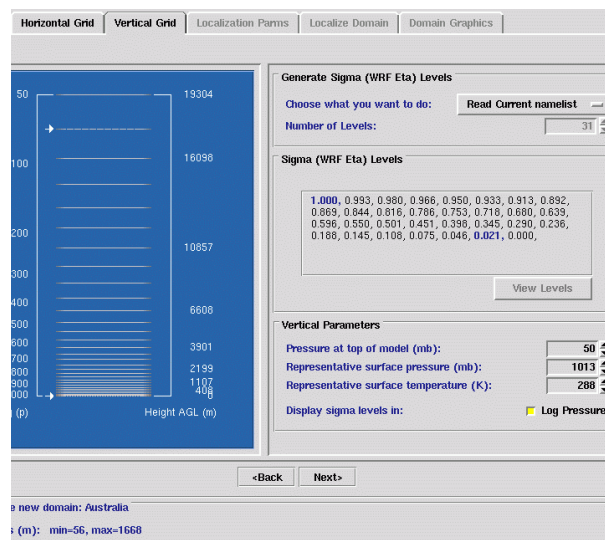 Horizontal Grid Vertical Grid Localization Parms Localize Domain Domain Graphics
50 19304
100 16098
200 10857
300
400 6608
500
600 3901
700
800 2199
900 1107
000 408
0
(p) Height AGL (m)
Generate Sigma (WRF Eta) Levels
Choose what you want to do: Read Current namelist
Number of Levels: 31
Sigma (WRF Eta) Levels
1.000, 0.993, 0.980, 0.966, 0.950, 0.933, 0.913, 0.892,
0.869, 0.844, 0.816, 0.786, 0.753, 0.718, 0.680, 0.639,
0.596, 0.550, 0.501, 0.451, 0.398, 0.345, 0.290, 0.236,
0.188, 0.145, 0.108, 0.075, 0.046, 0.021, 0.000,
View Levels
Vertical Parameters
Pressure at top of model (mb): 50
Representative surface pressure (mb): 1013
Representative surface temperature (K): 288
Display sigma levels in: Log Pressure
<Back Next>
e new domain: Australia
s (m): min=56, max=1668